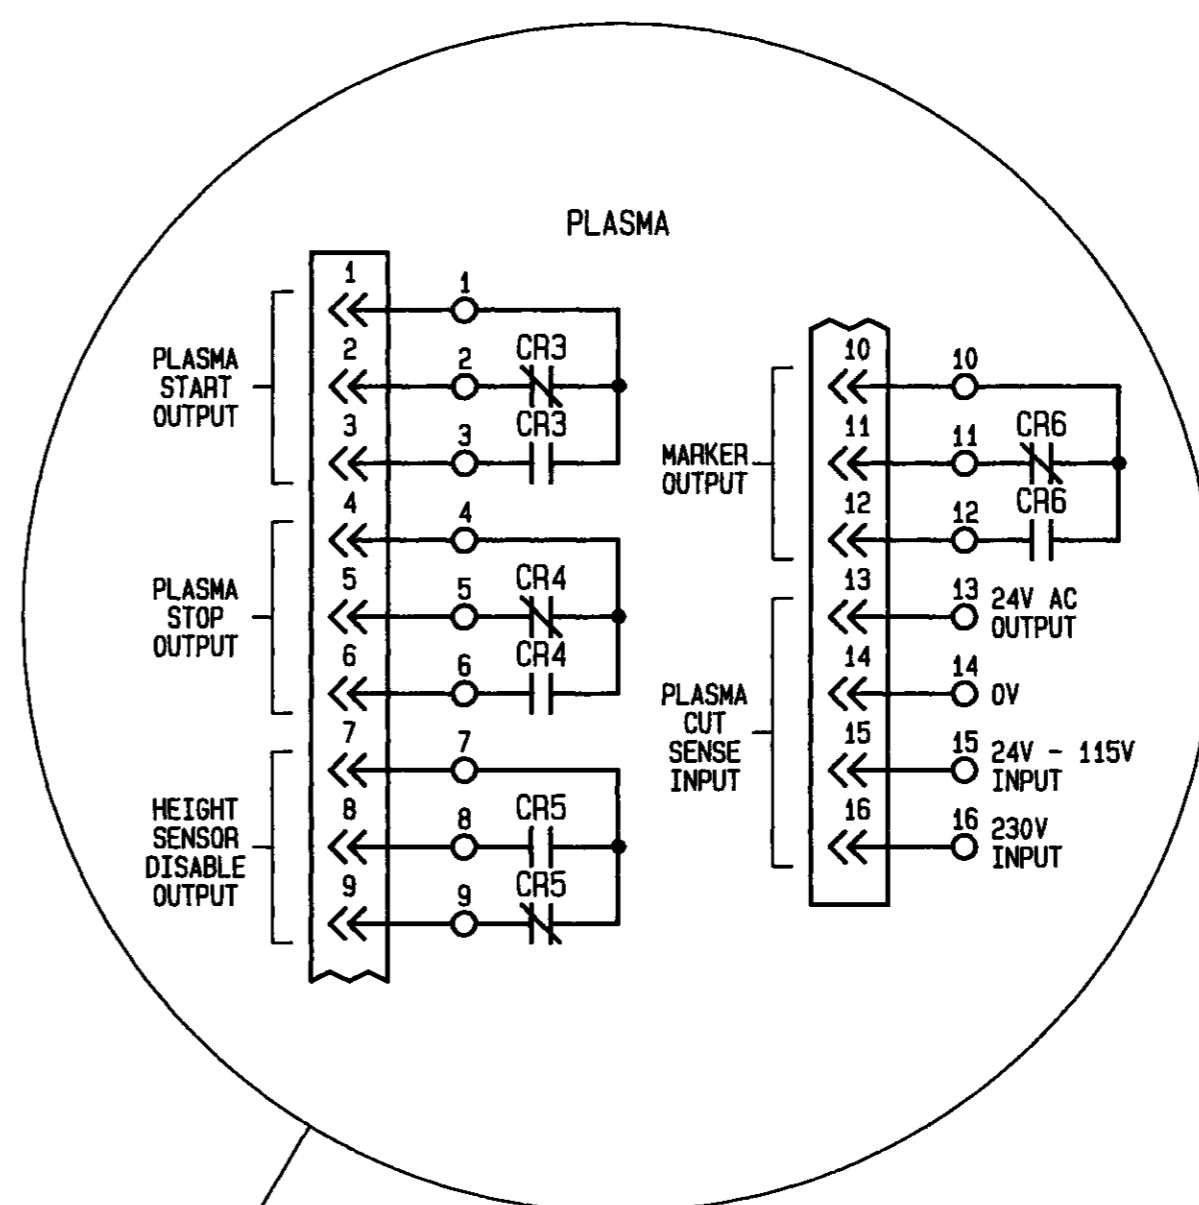 PLASMA
PLASMA
START
OUTPUT
1
1
2
2
CR3
3
3
CR3
PLASMA
STOP
OUTPUT
4
4
5
5
CR4
6
6
CR4
HEIGHT
SENSOR
DISABLE
OUTPUT
7
7
8
8
CR5
9
9
CR5
MARKER
OUTPUT
10
10
11
11
CR6
12
12
CR6
PLASMA
CUT
SENSE
INPUT
13
13
24V AC
OUTPUT
14
14
0V
15
15
24V - 115V
INPUT
16
16
230V
INPUT